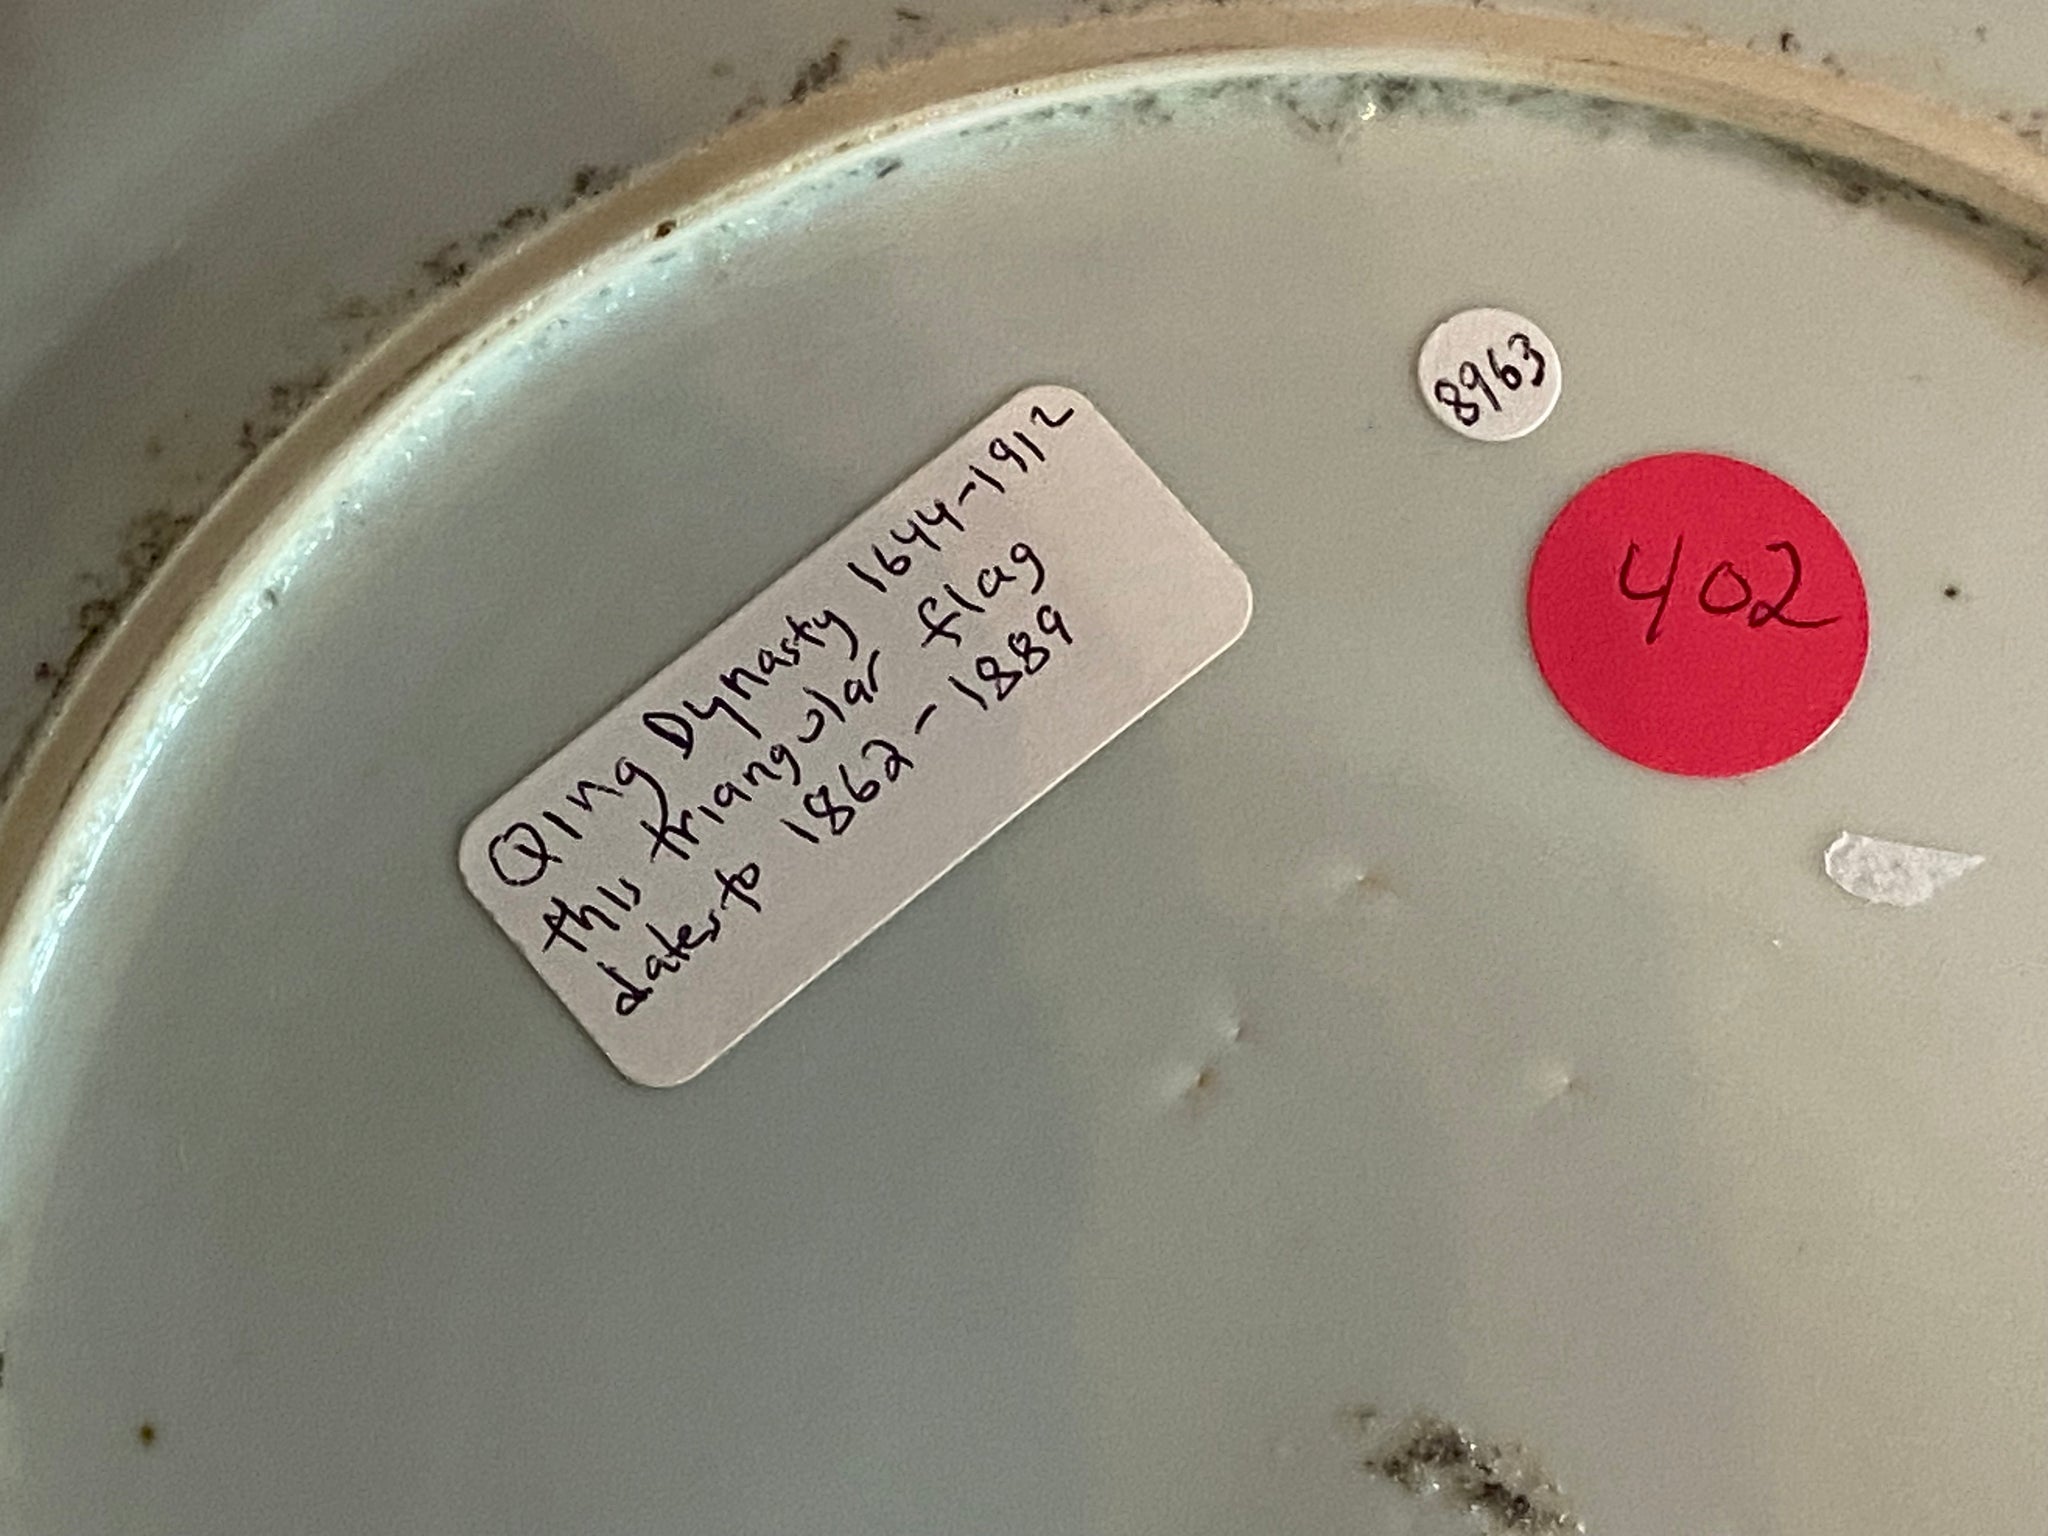 Qing Dynasty 1644-1912
this triangular flag
dates to 1862-1889
8963
402